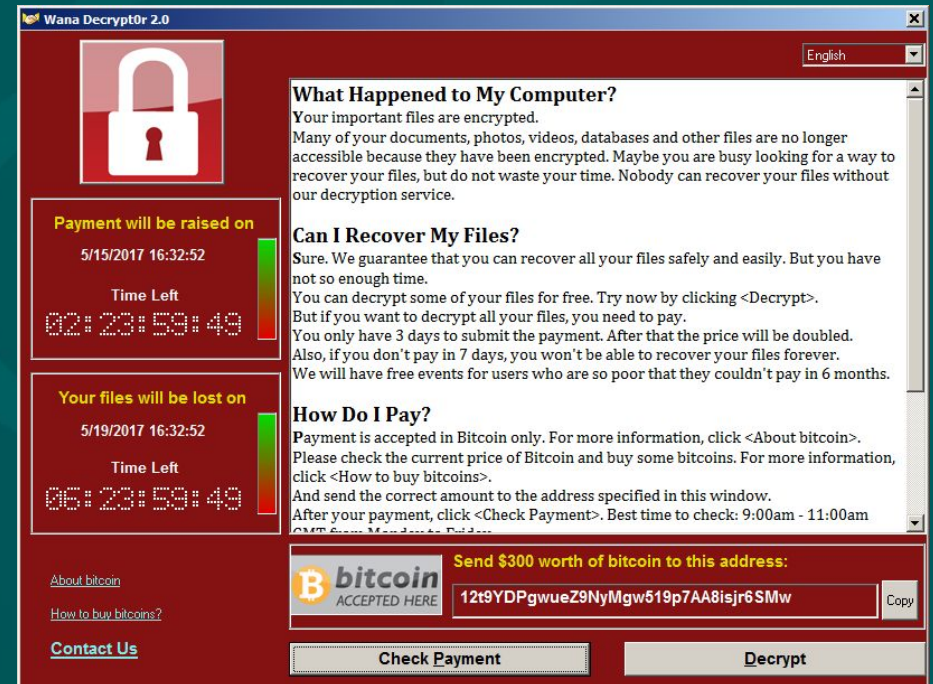 Wana Decrypt0r 2.0
English
Payment will be raised on
5/15/2017 16:32:52
Time Left
02:23:59:49
Your files will be lost on
5/19/2017 16:32:52
Time Left
06:23:59:49
About bitcoin
How to buy bitcoins?
Contact Us
What Happened to My Computer?
Your important files are encrypted.
Many of your documents, photos, videos, databases and other files are no longer
accessible because they have been encrypted. Maybe you are busy looking for a way to
recover your files, but do not waste your time. Nobody can recover your files without
our decryption service.
Can I Recover My Files?
Sure. We guarantee that you can recover all your files safely and easily. But you have
not so enough time.
You can decrypt some of your files for free. Try now by clicking <Decrypt>.
But if you want to decrypt all your files, you need to pay.
You only have 3 days to submit the payment. After that the price will be doubled.
Also, if you don't pay in 7 days, you won't be able to recover your files forever.
We will have free events for users who are so poor that they couldn't pay in 6 months.
How Do I Pay?
Payment is accepted in Bitcoin only. For more information, click <About bitcoin>.
Please check the current price of Bitcoin and buy some bitcoins. For more information,
click <How to buy bitcoins>.
And send the correct amount to the address specified in this window.
After your payment, click <Check Payment>. Best time to check: 9:00am - 11:00am
GMT from Monday to Friday.
bitcoin
ACCEPTED HERE
Send $300 worth of bitcoin to this address:
12t9YDPgwueZ9NyMgw519p7AA8isjr6SMw
Copy
Check Payment
Decrypt